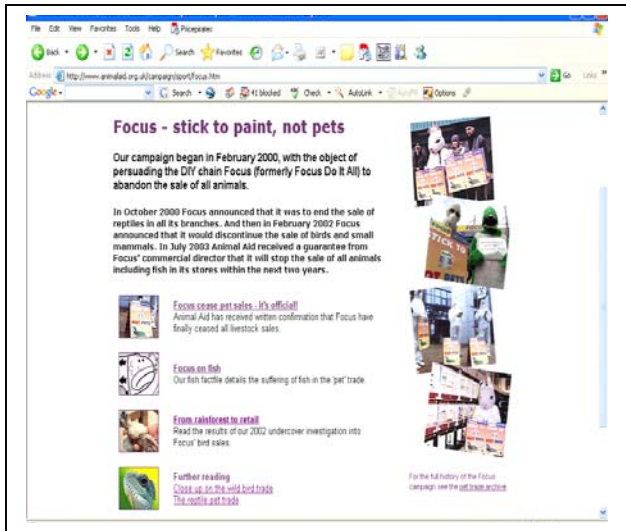 File Edit View Favorites Tools Help
Back Search Favorites
Address http://www.animalaid.org.uk/campaign/sport/focus.htm Go Links
Google Search 41 blocked Check AutoLink Options
Focus - stick to paint, not pets
Our campaign began in February 2000, with the object of
persuading the DIY chain Focus (formerly Focus Do It All) to
abandon the sale of all animals.
In October 2000 Focus announced that it was to end the sale of
reptiles in all its branches. And then in February 2002 Focus
announced that it would discontinue the sale of birds and small
mammals. In July 2003 Animal Aid received a guarantee from
Focus' commercial director that it will stop the sale of all animals
including fish in its stores within the next two years.
Focus cease pet sales - it's official!
Animal Aid has received written confirmation that Focus have
finally ceased all livestock sales.
Focus on fish
Our fish factfile details the suffering of fish in the 'pet' trade.
From rainforest to retail
Read the results of our 2002 undercover investigation into
Focus' bird sales.
Further reading
Close up on the wild bird trade
The reptile pet trade
For the full history of the Focus
campaign see the pet trade archive.